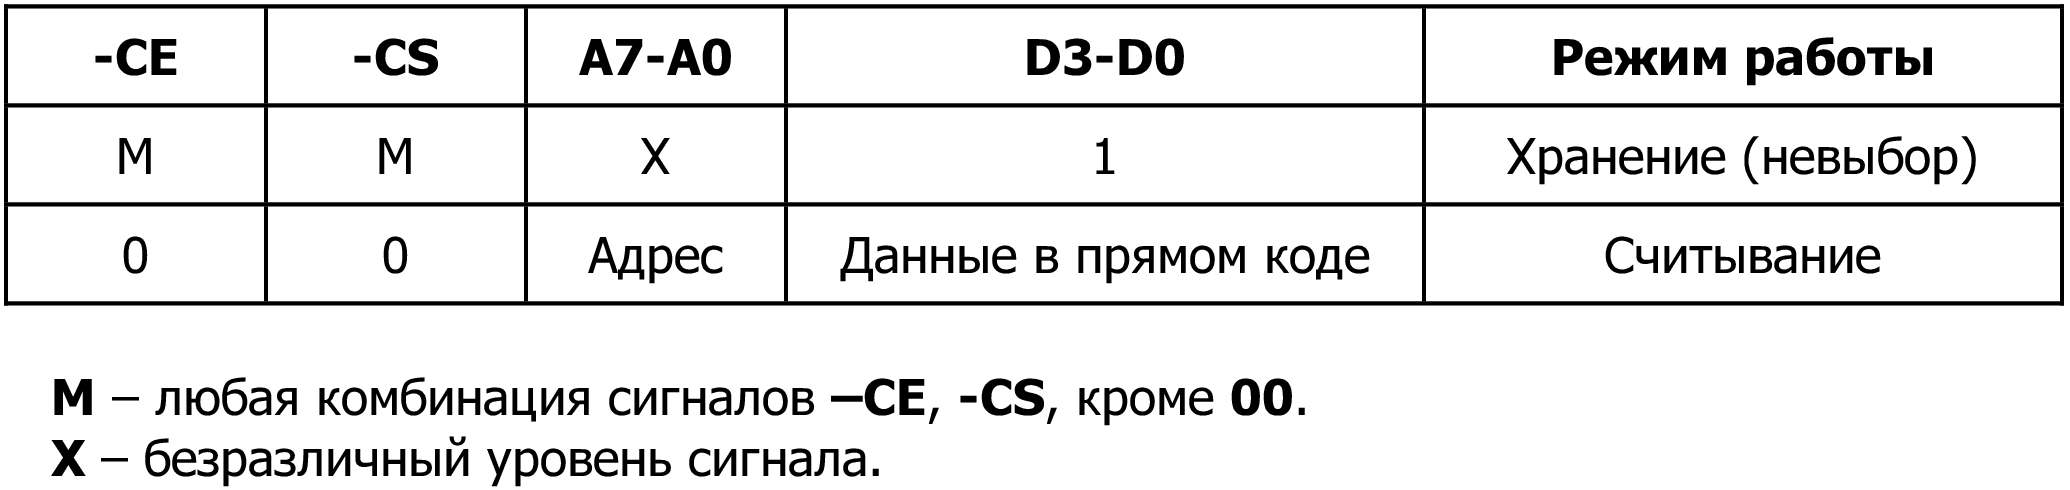 -CE -CS A7-A0 D3-D0 Режим работы
M M X 1 Хранение (невыбор)
0 0 Адрес Данные в прямом коде Считывание
M – любая комбинация сигналов –CE, -CS, кроме 00.
X – безразличный уровень сигнала.